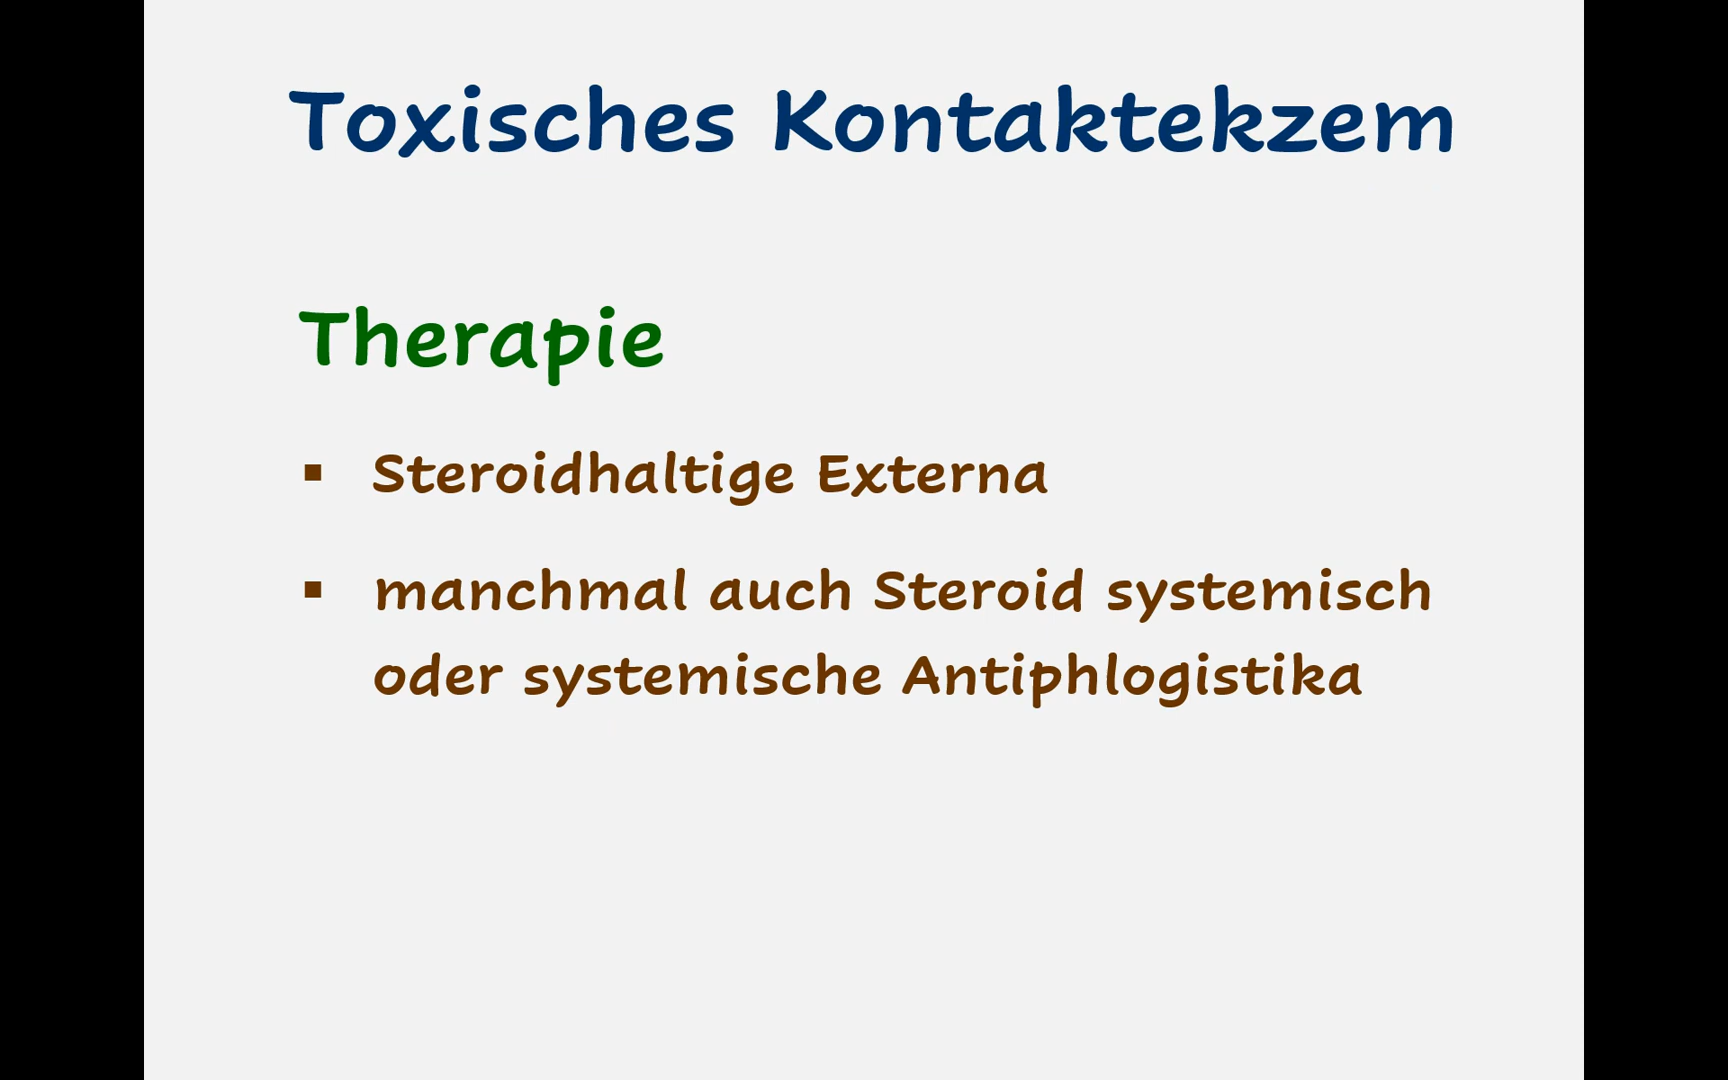 Toxisches Kontaktekzem
Therapie
▪ Steroidhaltige Externa
▪ manchmal auch Steroid systemisch
oder systemische Antiphlogistika